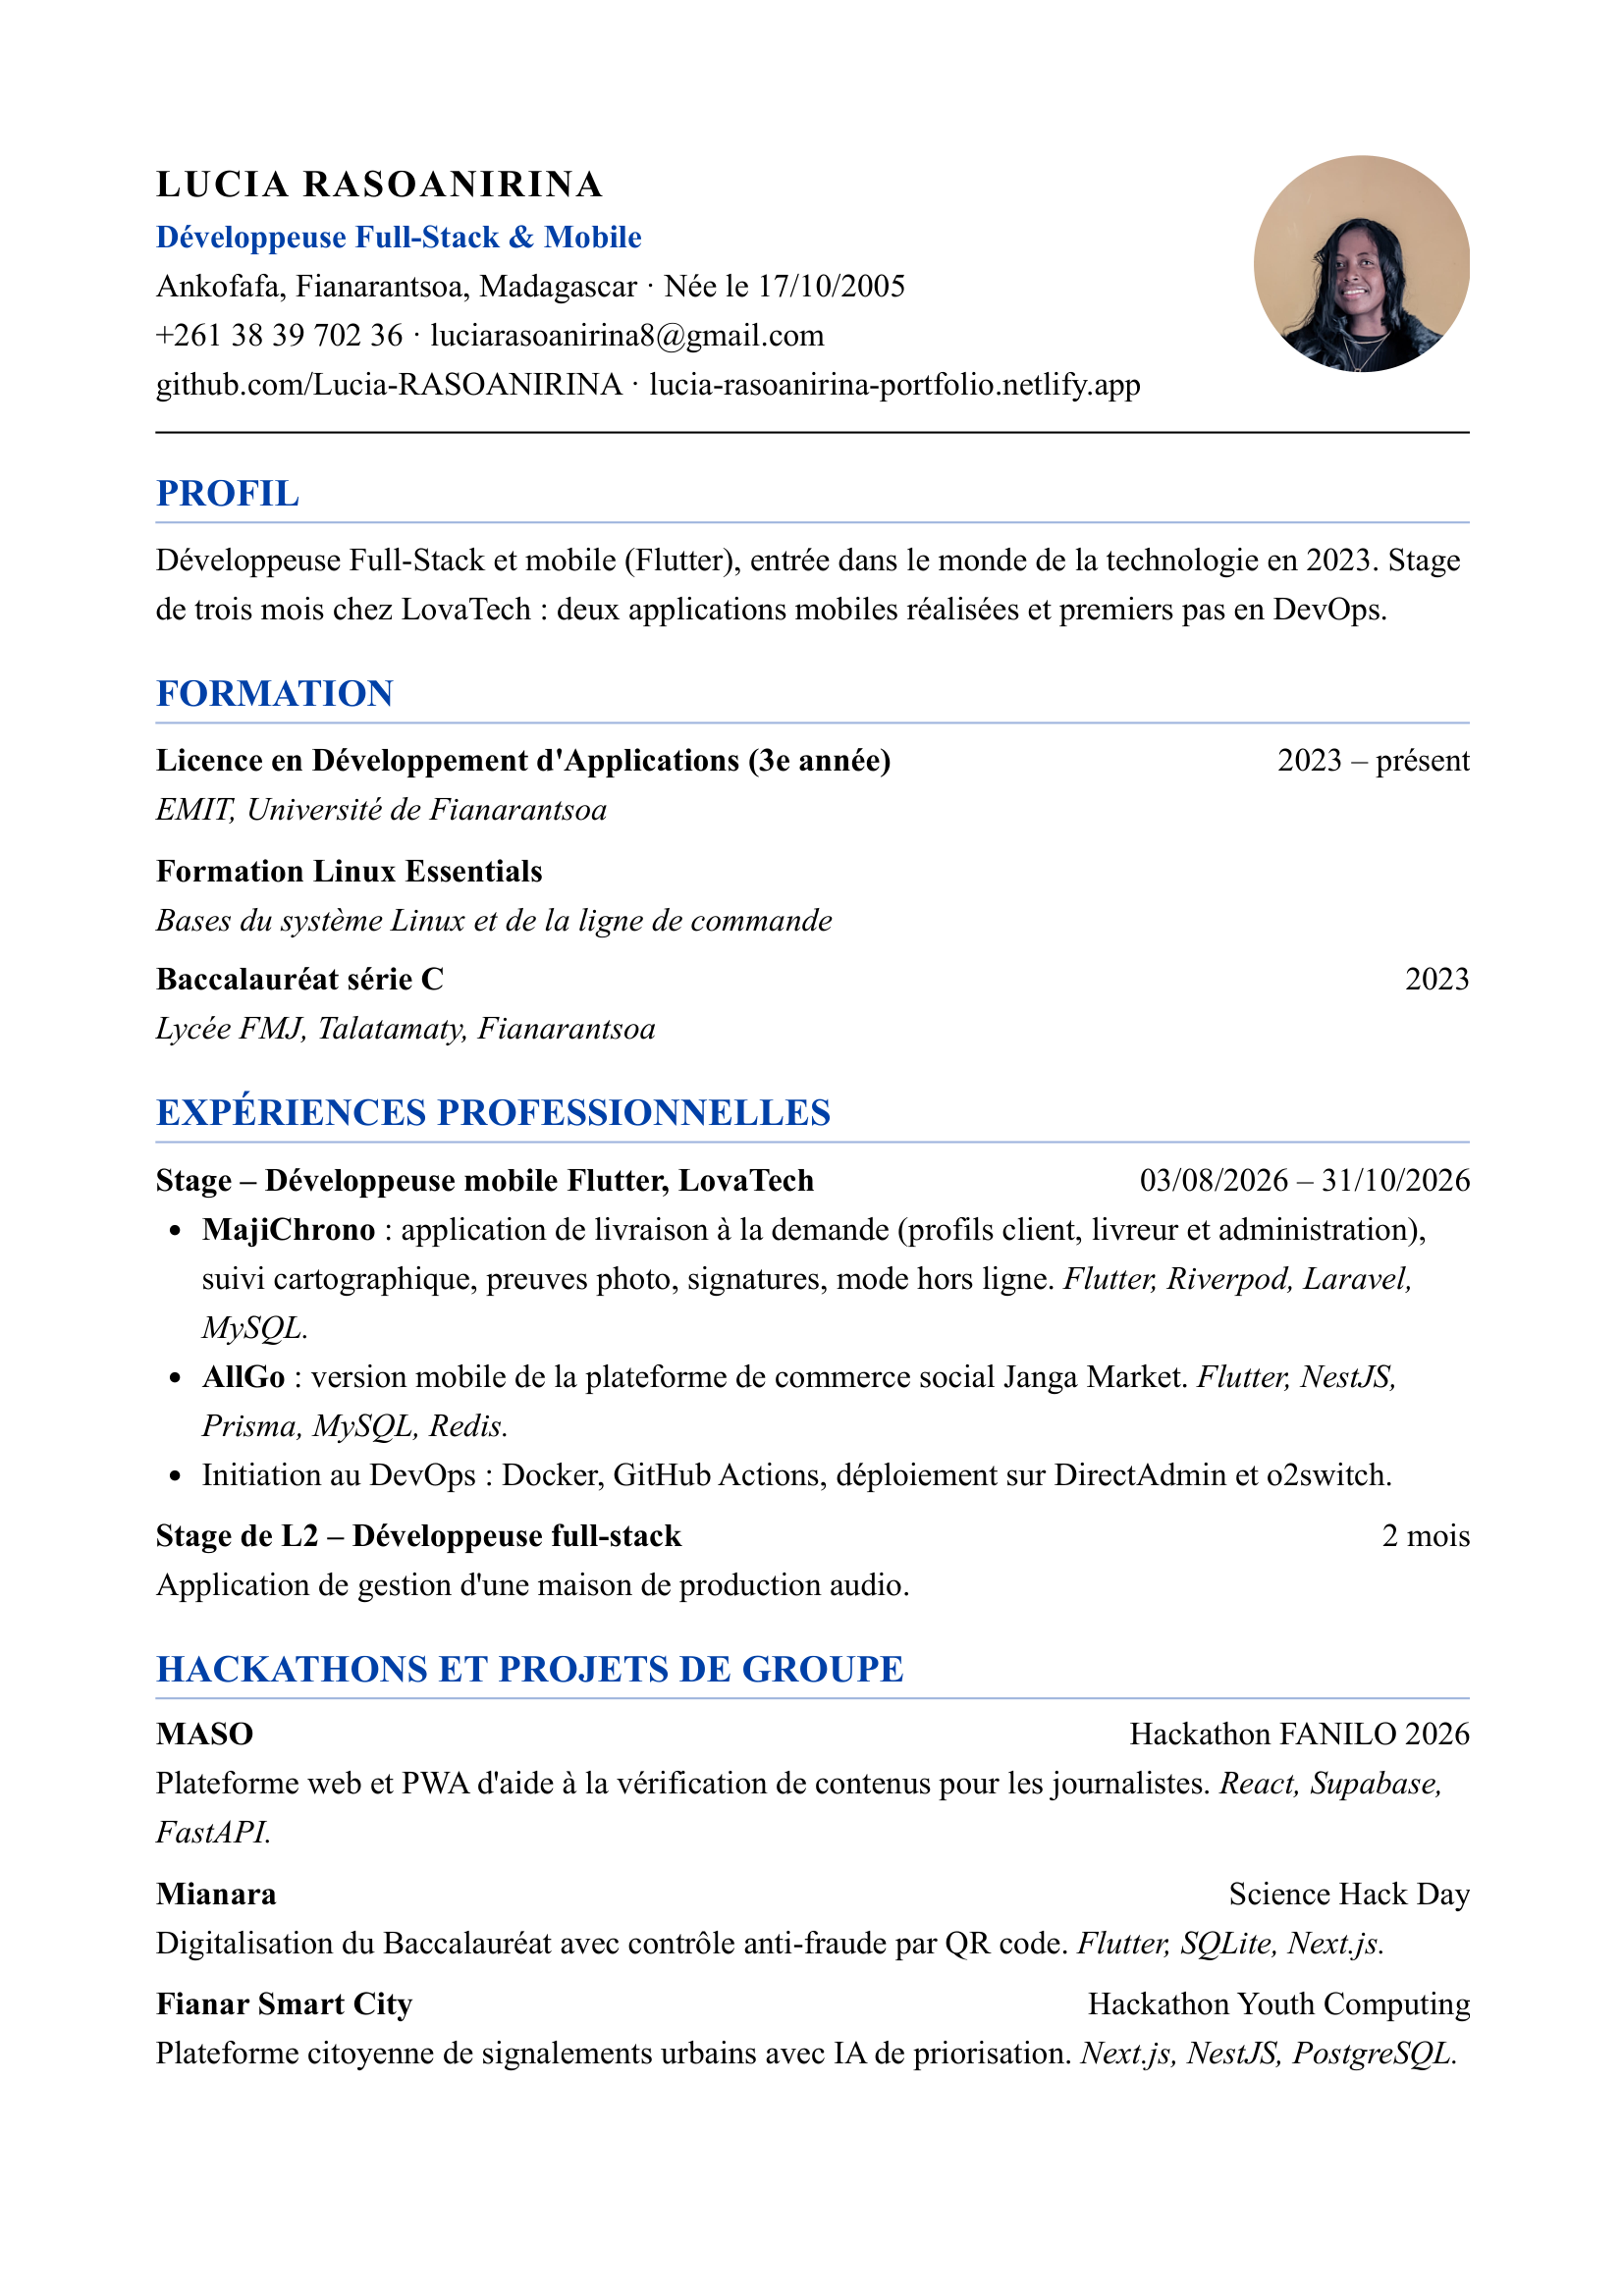 LUCIA RASOANIRINA
Développeuse Full-Stack & Mobile
Ankofafa, Fianarantsoa, Madagascar · Née le 17/10/2005
+261 38 39 702 36 · luciarasoanirina8@gmail.com
github.com/Lucia-RASOANIRINA · lucia-rasoanirina-portfolio.netlify.app
PROFIL
Développeuse Full-Stack et mobile (Flutter), entrée dans le monde de la technologie en 2023. Stage
de trois mois chez LovaTech : deux applications mobiles réalisées et premiers pas en DevOps.
FORMATION
Licence en Développement d'Applications (3e année) 2023 – présent
EMIT, Université de Fianarantsoa
Formation Linux Essentials
Bases du système Linux et de la ligne de commande
Baccalauréat série C 2023
Lycée FMJ, Talatamaty, Fianarantsoa
EXPÉRIENCES PROFESSIONNELLES
Stage – Développeuse mobile Flutter, LovaTech 03/08/2026 – 31/10/2026
• MajiChrono : application de livraison à la demande (profils client, livreur et administration),
suivi cartographique, preuves photo, signatures, mode hors ligne. Flutter, Riverpod, Laravel,
MySQL.
• AllGo : version mobile de la plateforme de commerce social Janga Market. Flutter, NestJS,
Prisma, MySQL, Redis.
• Initiation au DevOps : Docker, GitHub Actions, déploiement sur DirectAdmin et o2switch.
Stage de L2 – Développeuse full-stack 2 mois
Application de gestion d'une maison de production audio.
HACKATHONS ET PROJETS DE GROUPE
MASO Hackathon FANILO 2026
Plateforme web et PWA d'aide à la vérification de contenus pour les journalistes. React, Supabase,
FastAPI.
Mianara Science Hack Day
Digitalisation du Baccalauréat avec contrôle anti-fraude par QR code. Flutter, SQLite, Next.js.
Fianar Smart City Hackathon Youth Computing
Plateforme citoyenne de signalements urbains avec IA de priorisation. Next.js, NestJS, PostgreSQL.